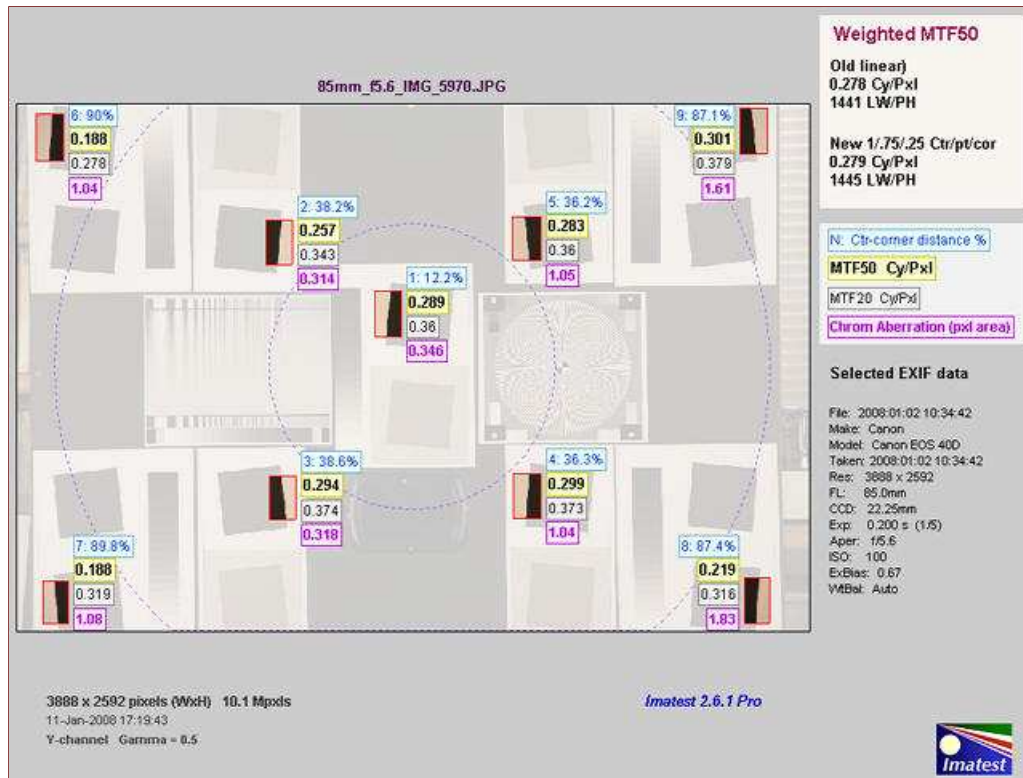 Weighted MTF50
Old linear)
0.278 Cy/Pxl
1441 LW/PH
New 1/.75/.25 Ctr/pt/cor
0.279 Cy/Pxl
1445 LW/PH
85mm_f5.6_IMG_5970.JPG
6: 90%
0.188
0.278
1.04
9: 87.1%
0.301
0.379
1.61
2: 38.2%
0.257
0.343
0.314
5: 36.2%
0.283
0.36
1.05
1: 12.2%
0.289
0.36
0.346
3: 38.6%
0.294
0.374
0.318
4: 36.3%
0.299
0.373
1.04
7: 89.8%
0.188
0.319
1.08
8: 87.4%
0.219
0.316
1.83
N: Ctr-corner distance %
MTF50 Cy/Pxl
MTF20 Cy/Pxl
Chrom Aberration (pxl area)
Selected EXIF data
File: 2008:01:02 10:34:42
Make: Canon
Model: Canon EOS 40D
Taken: 2008:01:02 10:34:42
Res: 3888 x 2592
FL: 85.0mm
CCD: 22.25mm
Exp: 0.200 s (1/5)
Aper: f/5.6
ISO: 100
ExBias: 0.67
WtBal: Auto
3888 x 2592 pixels (WxH) 10.1 Mpxls
11-Jan-2008 17:19:43
Y-channel Gamma = 0.5
Imatest 2.6.1 Pro
Imatest